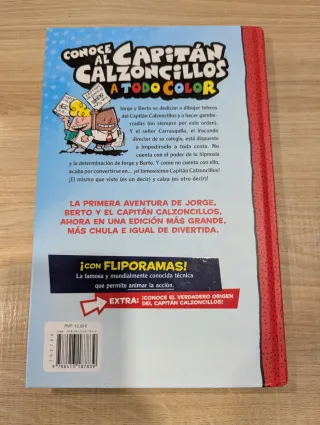 CONOCE AL CAPITÁN
CALZONCILLOS
A TODO COLOR
Jorge y Berto se dedican a dibujar tebeos
del Capitán Calzoncillos y a hacer gambe-
rradas (no siempre por este orden).
Y el señor Carrasquilla, el iracundo
director de su colegio, está dispuesto
a impedírselo a toda costa. No
cuenta con el poder de la hipnosis
y la determinación de Jorge y Berto. Y como no cuenta con ello,
acaba por convertirse en... ¡el famosísimo Capitán Calzoncillos!
¡El mismo que viste (es un decir) y calza (es otro decir)!
LA PRIMERA AVENTURA DE JORGE,
BERTO Y EL CAPITÁN CALZONCILLOS,
AHORA EN UNA EDICIÓN MÁS GRANDE,
MÁS CHULA E IGUAL DE DIVERTIDA.
¡CON FLIPORAMAS!
La famosa y mundialmente conocida técnica
que permite animar la acción.
EXTRA: ¡CONOCE EL VERDADERO ORIGEN
DEL CAPITÁN CALZONCILLOS!